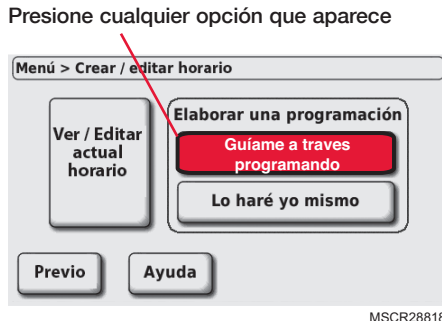 Presione cualquier opción que aparece
Menú > Crear / editar horario
Ver / Editar
actual
horario
Elaborar una programación
Guíame a traves
programando
Lo haré yo mismo
Previo
Ayuda
MSCR28818